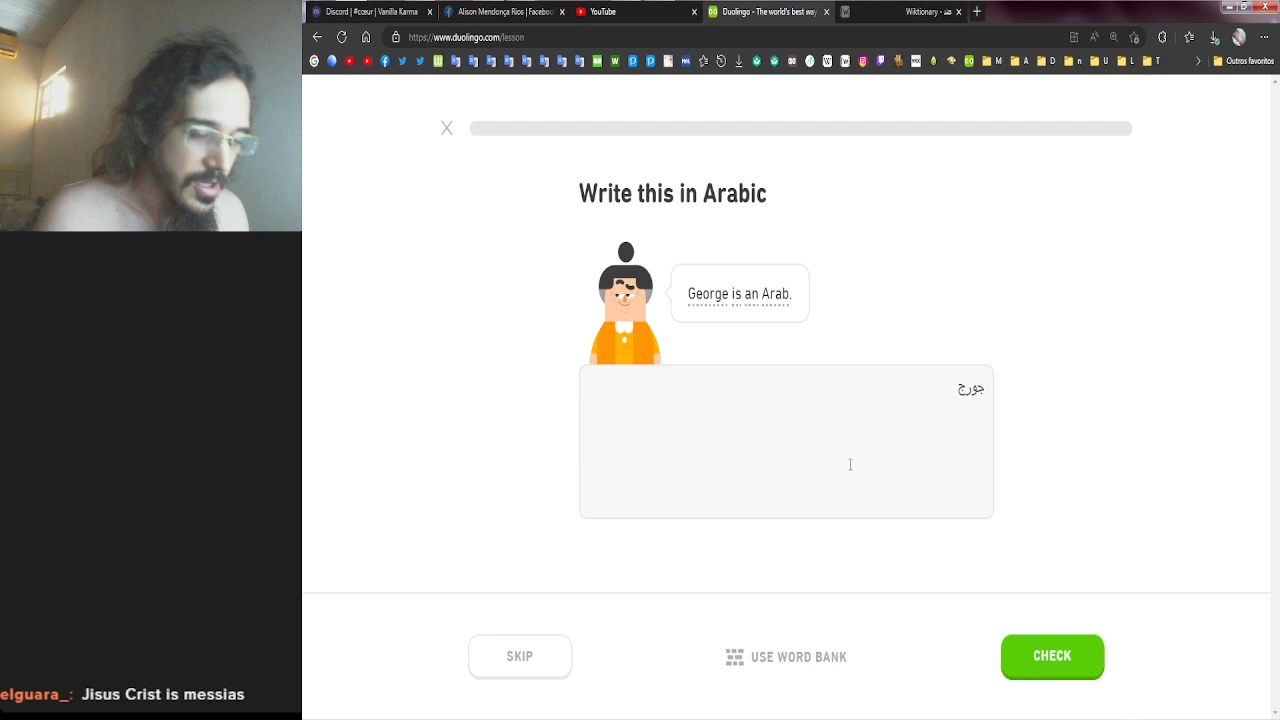 Discord | #cœur | Vanilla Karma
Alison Mendonça Rios | Faceboo
YouTube
Duolingo - The world's best way
Wiktionary
https://www.duolingo.com/lesson
Outros favoritos
Write this in Arabic
George is an Arab.
جورج
SKIP
USE WORD BANK
CHECK
elguara_: Jisus Crist is messias